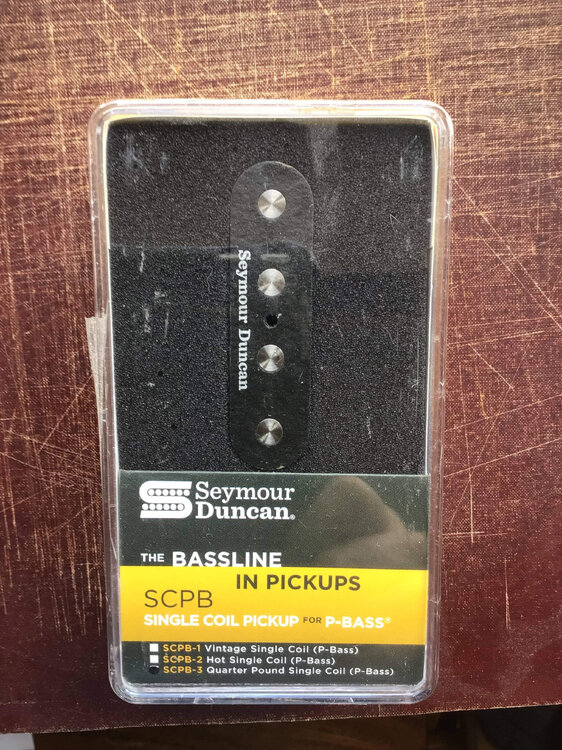 Seymour Duncan
Seymour
Duncan®
THE BASSLINE
IN PICKUPS
SCPB
SINGLE COIL PICKUP FOR P-BASS®
SCPB-1 Vintage Single Coil (P-Bass)
SCPB-2 Hot Single Coil (P-Bass)
SCPB-3 Quarter Pound Single Coil (P-Bass)